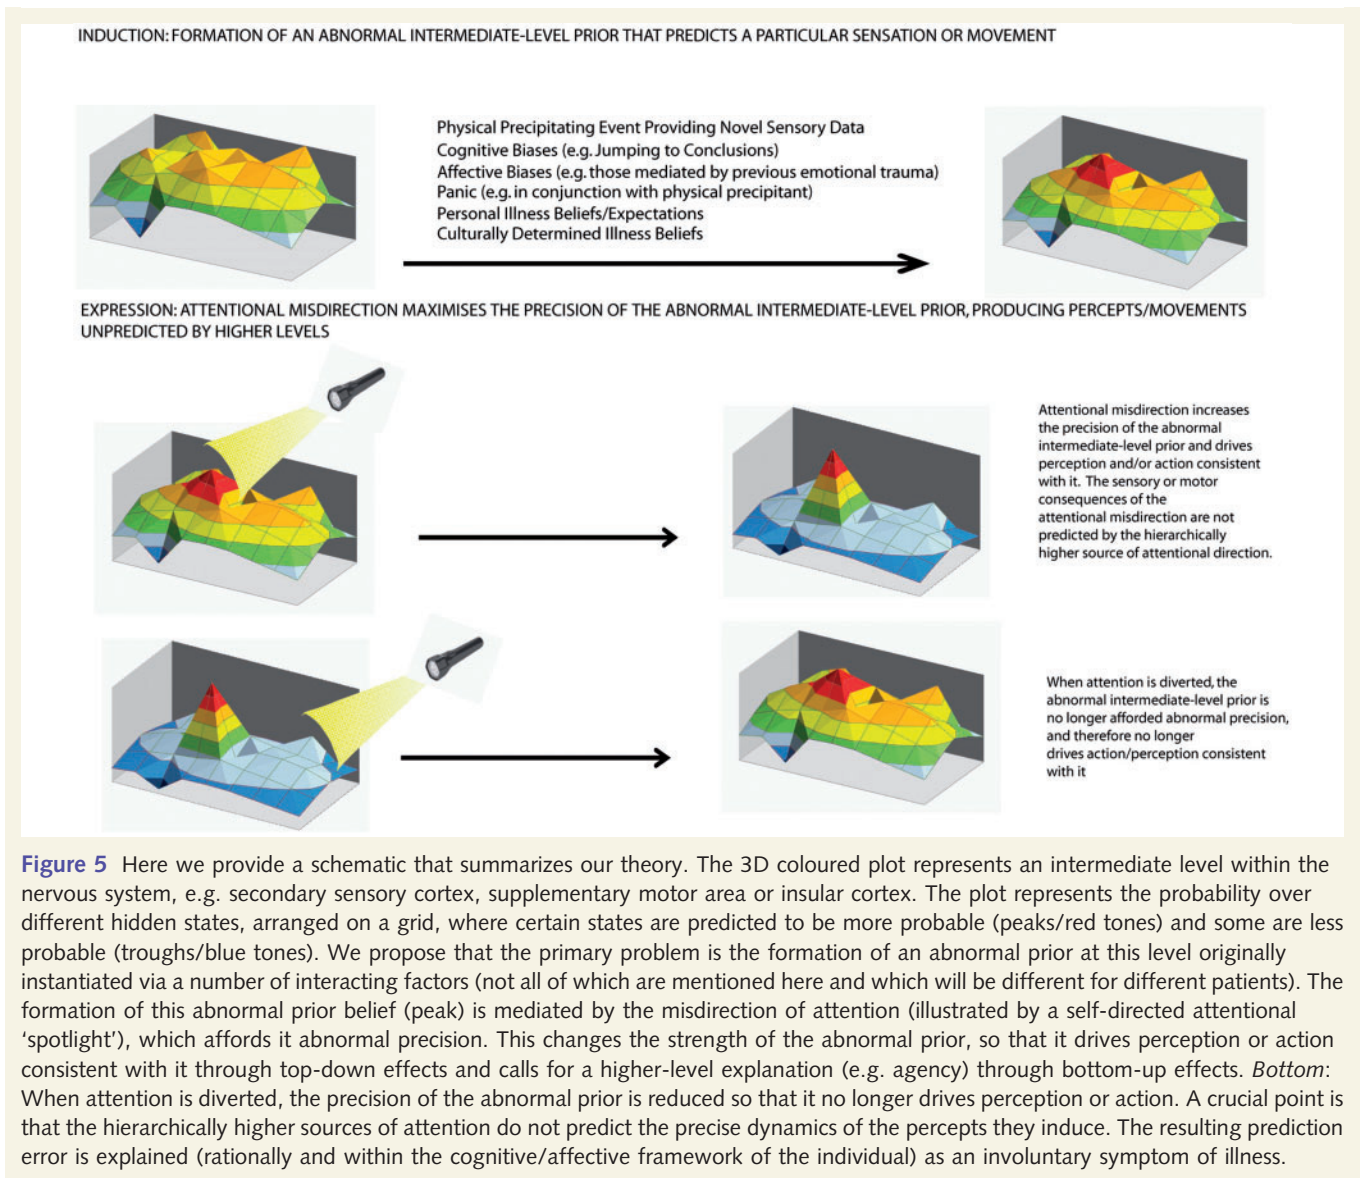 INDUCTION: FORMATION OF AN ABNORMAL INTERMEDIATE-LEVEL PRIOR THAT PREDICTS A PARTICULAR SENSATION OR MOVEMENT
Physical Precipitating Event Providing Novel Sensory Data
Cognitive Biases (e.g. Jumping to Conclusions)
Affective Biases (e.g. those mediated by previous emotional trauma)
Panic (e.g. in conjunction with physical precipitant)
Personal Illness Beliefs/Expectations
Culturally Determined Illness Beliefs
EXPRESSION: ATTENTIONAL MISDIRECTION MAXIMISES THE PRECISION OF THE ABNORMAL INTERMEDIATE-LEVEL PRIOR, PRODUCING PERCEPTS/MOVEMENTS
UNPREDICTED BY HIGHER LEVELS
Attentional misdirection increases
the precision of the abnormal
intermediate-level prior and drives
perception and/or action consistent
with it. The sensory or motor
consequences of the
attentional misdirection are not
predicted by the hierarchically
higher source of attentional direction.
When attention is diverted, the
abnormal intermediate-level prior is
no longer afforded abnormal precision,
and therefore no longer
drives action/perception consistent
with it
Figure 5 Here we provide a schematic that summarizes our theory. The 3D coloured plot represents an intermediate level within the
nervous system, e.g. secondary sensory cortex, supplementary motor area or insular cortex. The plot represents the probability over
different hidden states, arranged on a grid, where certain states are predicted to be more probable (peaks/red tones) and some are less
probable (troughs/blue tones). We propose that the primary problem is the formation of an abnormal prior at this level originally
instantiated via a number of interacting factors (not all of which are mentioned here and which will be different for different patients). The
formation of this abnormal prior belief (peak) is mediated by the misdirection of attention (illustrated by a self-directed attentional
‘spotlight’), which affords it abnormal precision. This changes the strength of the abnormal prior, so that it drives perception or action
consistent with it through top-down effects and calls for a higher-level explanation (e.g. agency) through bottom-up effects. Bottom:
When attention is diverted, the precision of the abnormal prior is reduced so that it no longer drives perception or action. A crucial point is
that the hierarchically higher sources of attention do not predict the precise dynamics of the percepts they induce. The resulting prediction
error is explained (rationally and within the cognitive/affective framework of the individual) as an involuntary symptom of illness.